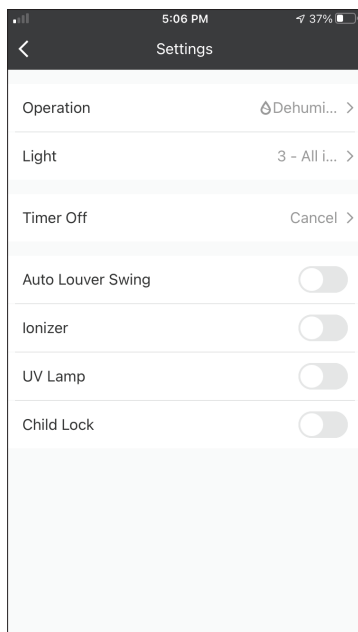 5:06 PM 37%
Settings
Operation Dehumi... >
Light 3 - All i... >
Timer Off Cancel >
Auto Louver Swing
Ionizer
UV Lamp
Child Lock